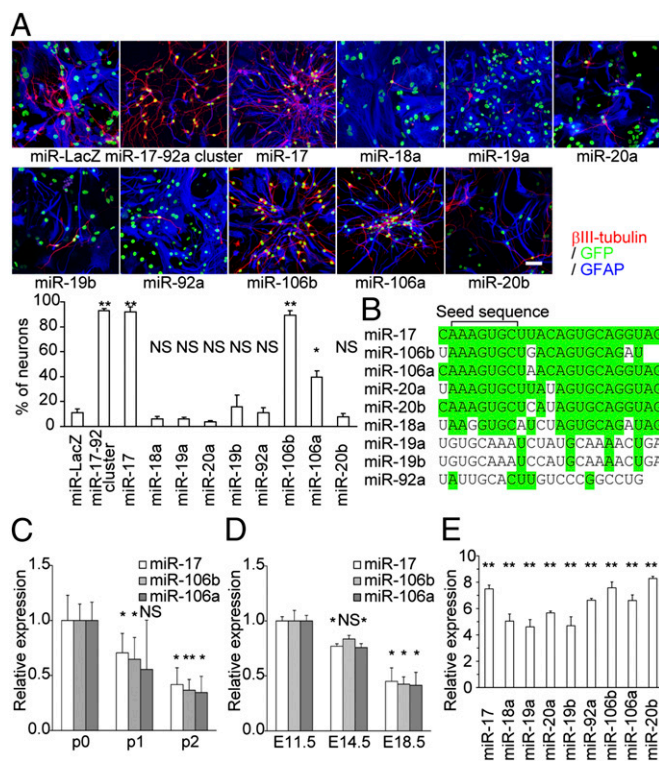 A
miR-LacZ miR-17-92a cluster miR-17 miR-18a miR-19a miR-20a
miR-19b miR-92a miR-106b miR-106a miR-20b
βIII-tubulin
/ GFP
/ GFAP
% of neurons
100
80
60
40
20
0
** ** NS NS NS NS NS ** * NS
miR-LacZ
miR-17-92 cluster
miR-17
miR-18a
miR-19a
miR-20a
miR-19b
miR-92a
miR-106b
miR-106a
miR-20b
B
Seed sequence
miR-17 CAAAGUGCUUACAGUGCAGGUAG
miR-106b UAAAGUGCUGACAGUGCAGAU
miR-106a CAAAGUGCUAACAGUGCAGGUAG
miR-20a UAAAGUGCUUAUAGUGCAGGUAG
miR-20b CAAAGUGCUCAUAGUGCAGGUAG
miR-18a UAAGGUGCAUCUAGUGCAGAUAG
miR-19a UGUGCAAAUCUAUGCAAAACUGA
miR-19b UGUGCAAAUCCAUGCAAAACUGA
miR-92a UAUUGCACUUGUCCCGGCCUG
C
Relative expression
1.5
1.0
0.5
0.0
miR-17
miR-106b
miR-106a
* * NS
* ** *
p0 p1 p2
D
Relative expression
1.5
1.0
0.5
0.0
miR-17
miR-106b
miR-106a
*NS*
* * *
E11.5 E14.5 E18.5
E
Relative expression
10
8
6
4
2
0
** ** ** ** ** ** ** ** **
miR-17
miR-18a
miR-19a
miR-20a
miR-19b
miR-92a
miR-106b
miR-106a
miR-20b